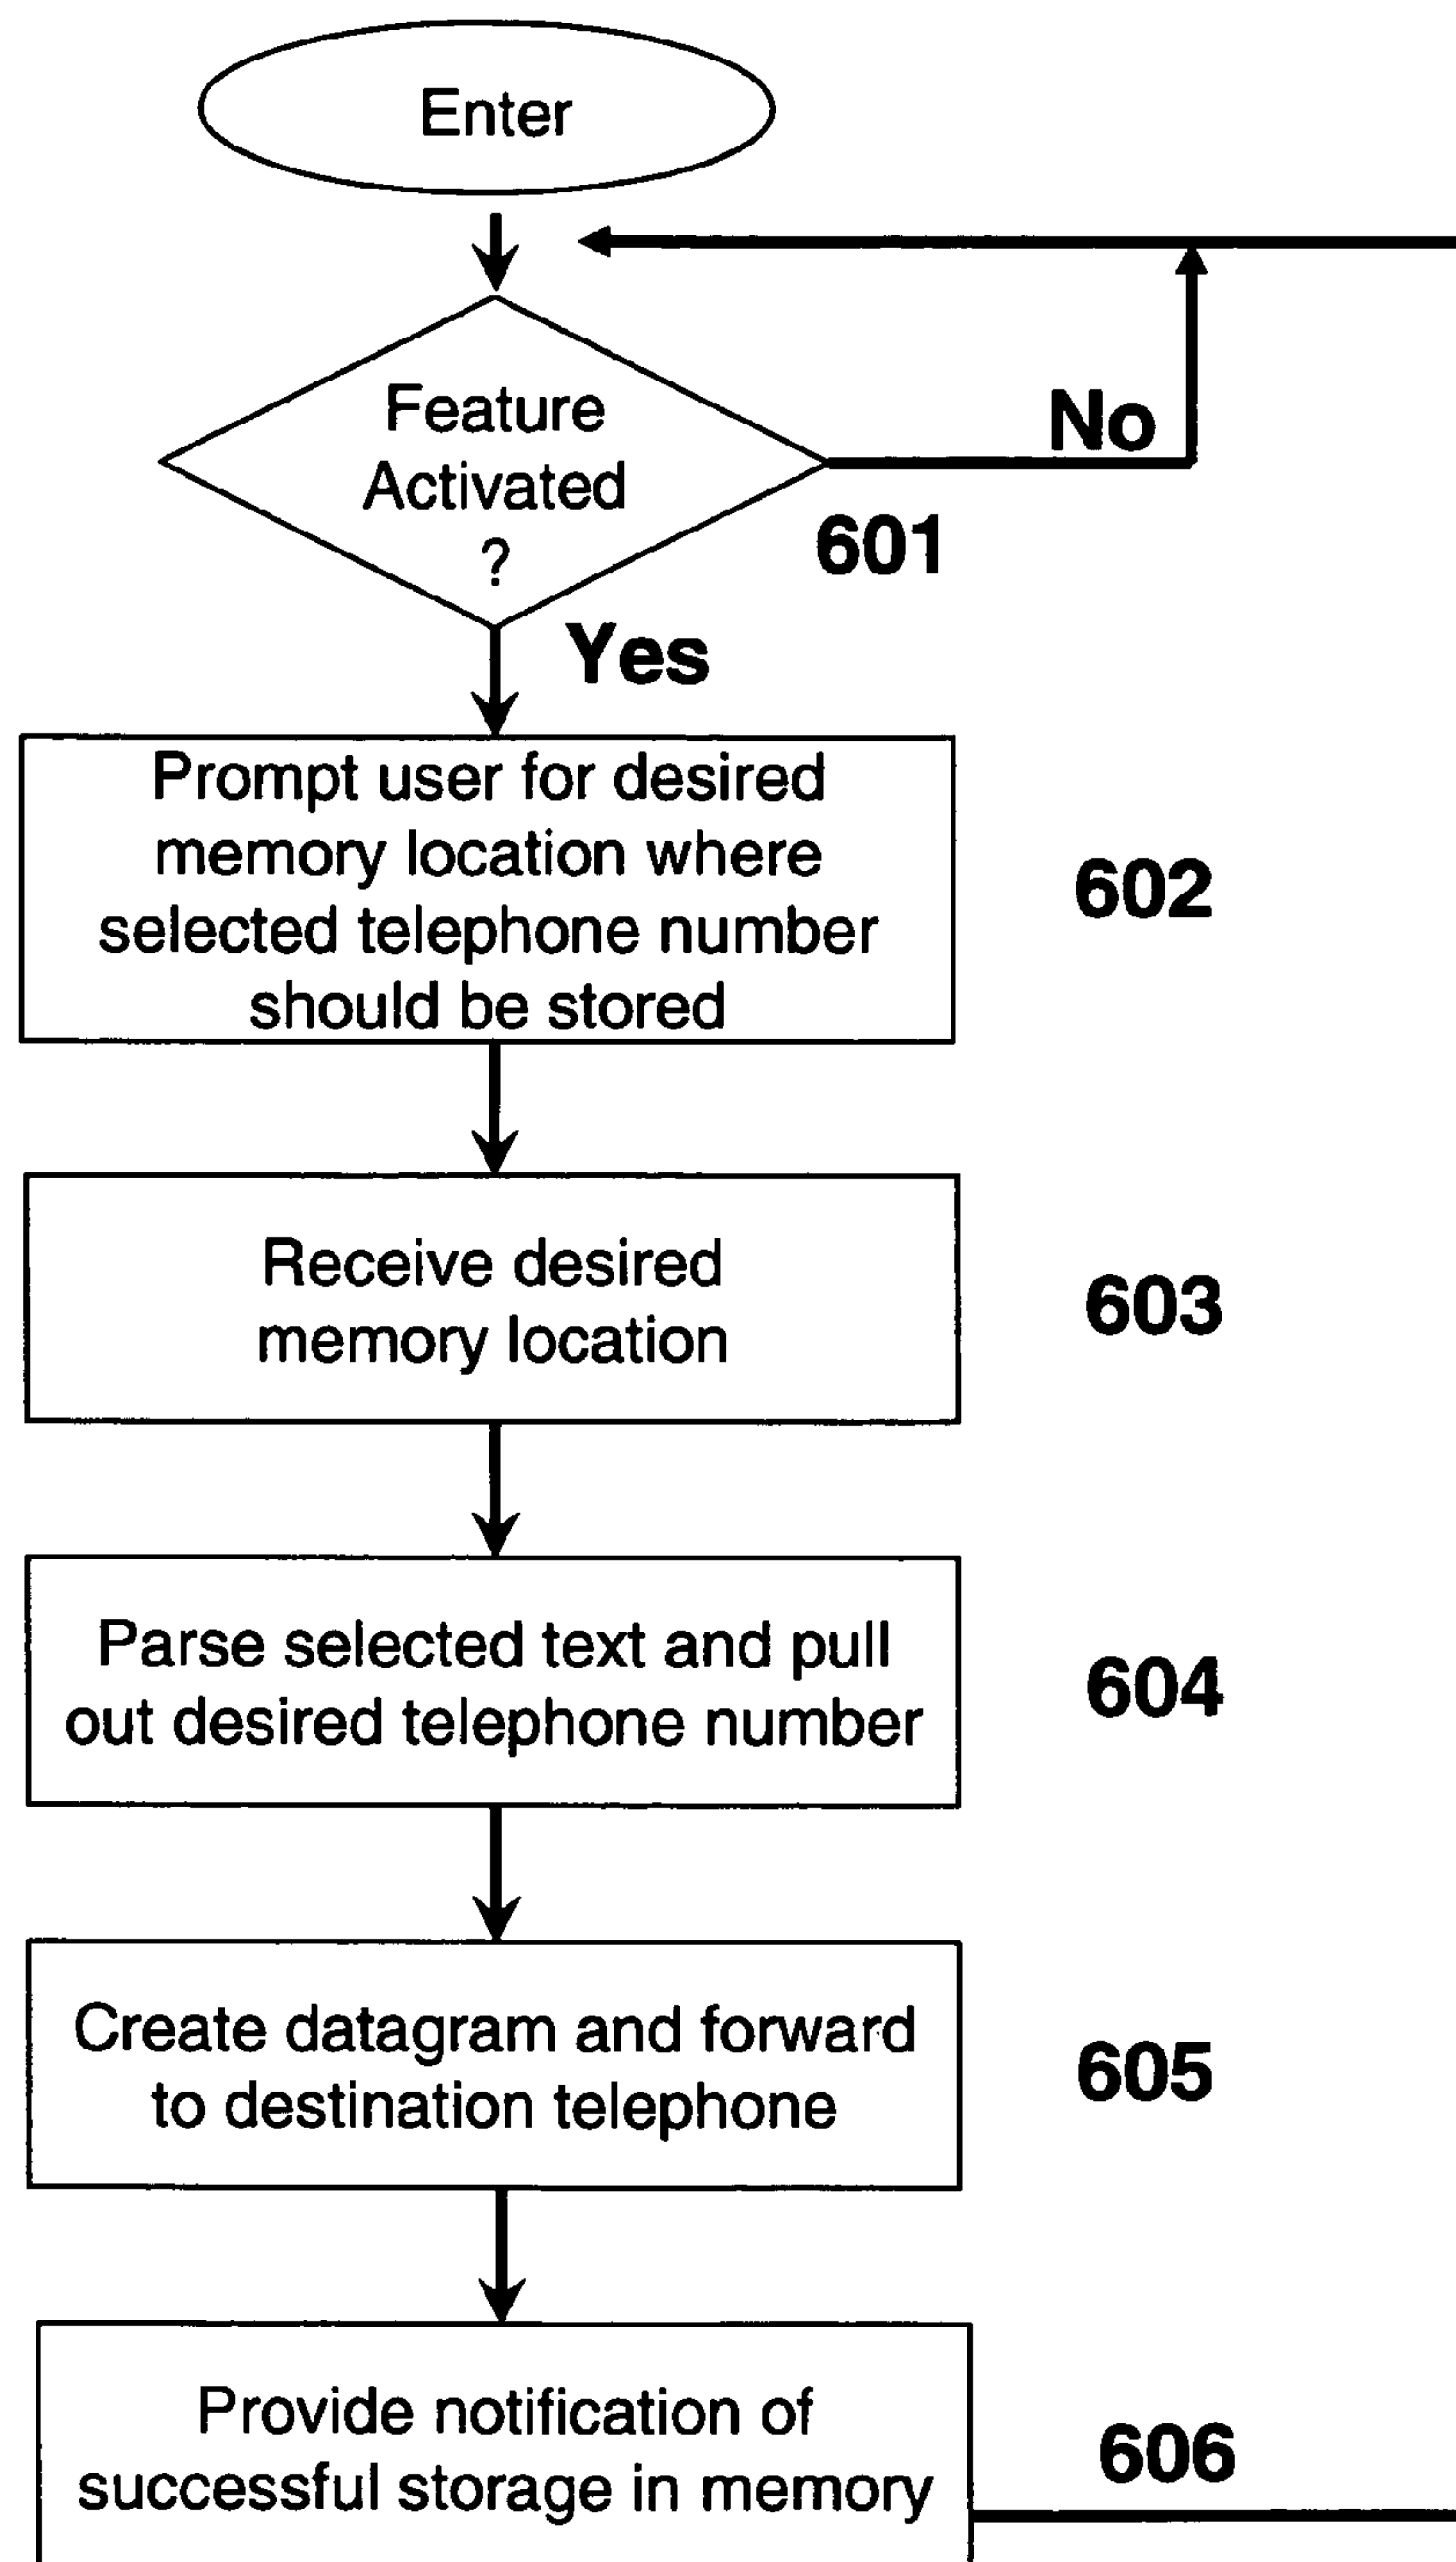 Enter
Feature
Activated
?
No
601
Yes
Prompt user for desired
memory location where
selected telephone number
should be stored
602
Receive desired
memory location
603
Parse selected text and pull
out desired telephone number
604
Create datagram and forward
to destination telephone
605
Provide notification of
successful storage in memory
606